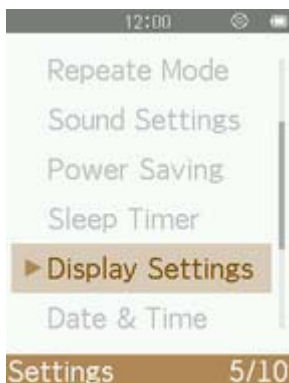 12:00
Repeate Mode
Sound Settings
Power Saving
Sleep Timer
Display Settings
Date & Time
Settings 5/10